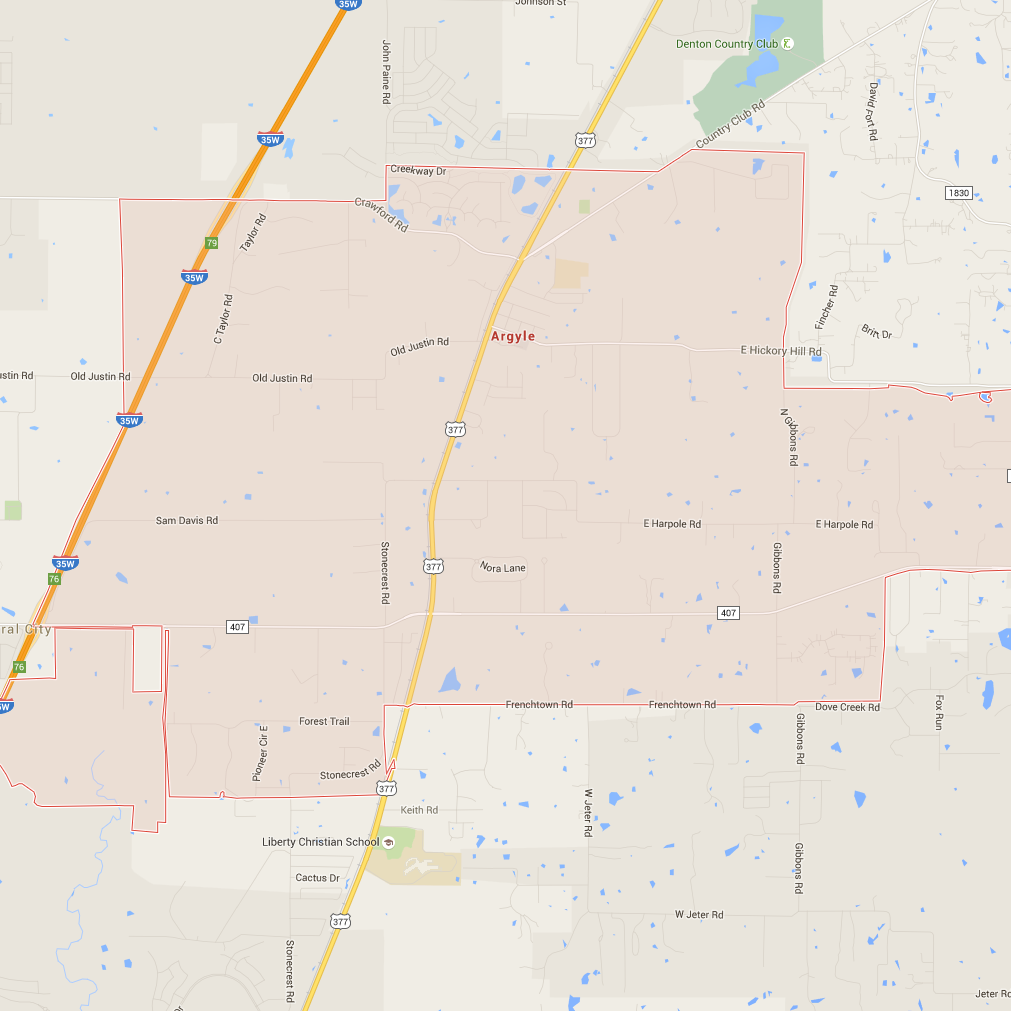 35W
Johnson St
John Paine Rd
Denton Country Club
Dawid Fort Rd
Country Club Rd
35W
377
Creekway Dr
1830
Crawford Rd
Taylor Rd
79
35W
C Taylor Rd
Fincher Rd
Britt Dr
Argyle
Old Justin Rd
E Hickory Hill Rd
ustin Rd
Old Justin Rd
Old Justin Rd
35W
377
N Gibbons Rd
Sam Davis Rd
E Harpole Rd
E Harpole Rd
35W
76
Stonecrest Rd
377
Nora Lane
Gibbons Rd
407
407
ral City
76
5W
Frenchtown Rd
Frenchtown Rd
Dove Creek Rd
Fox Run
Forest Trail
Pioneer Cir E
Gibbons Rd
Stonecrest Rd
377
Keith Rd
W Jeter Rd
Liberty Christian School
Gibbons Rd
Cactus Dr
377
W Jeter Rd
Stonecrest Rd
Jeter Rd
Dr